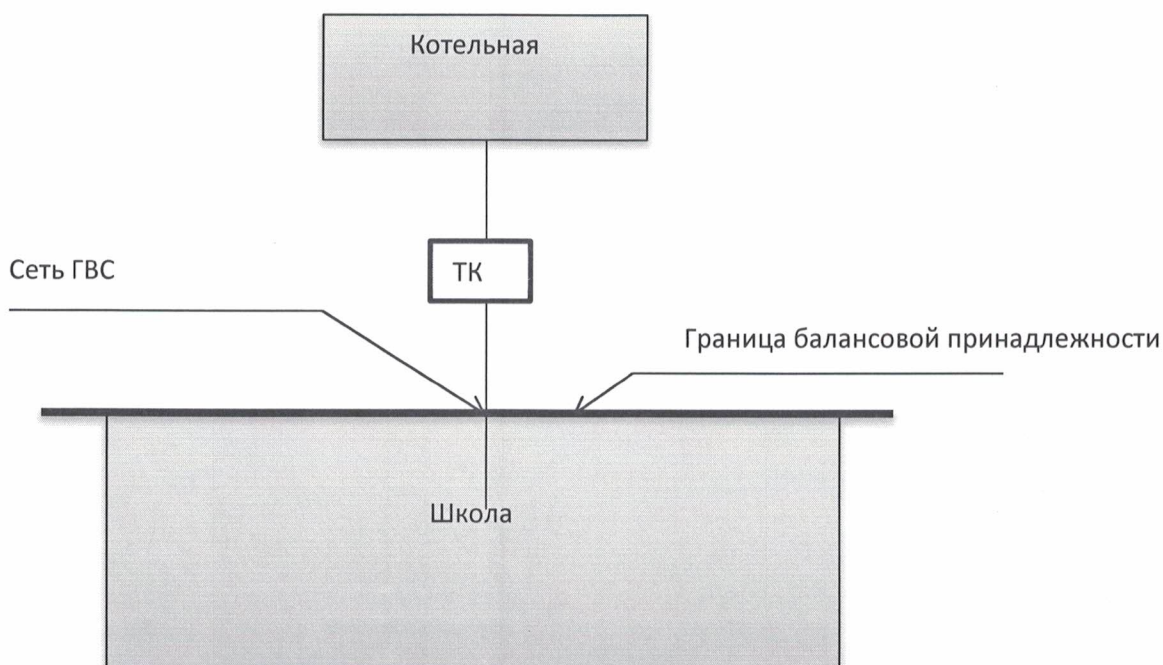 Котельная
Сеть ГВС
ТК
Граница балансовой принадлежности
Школа